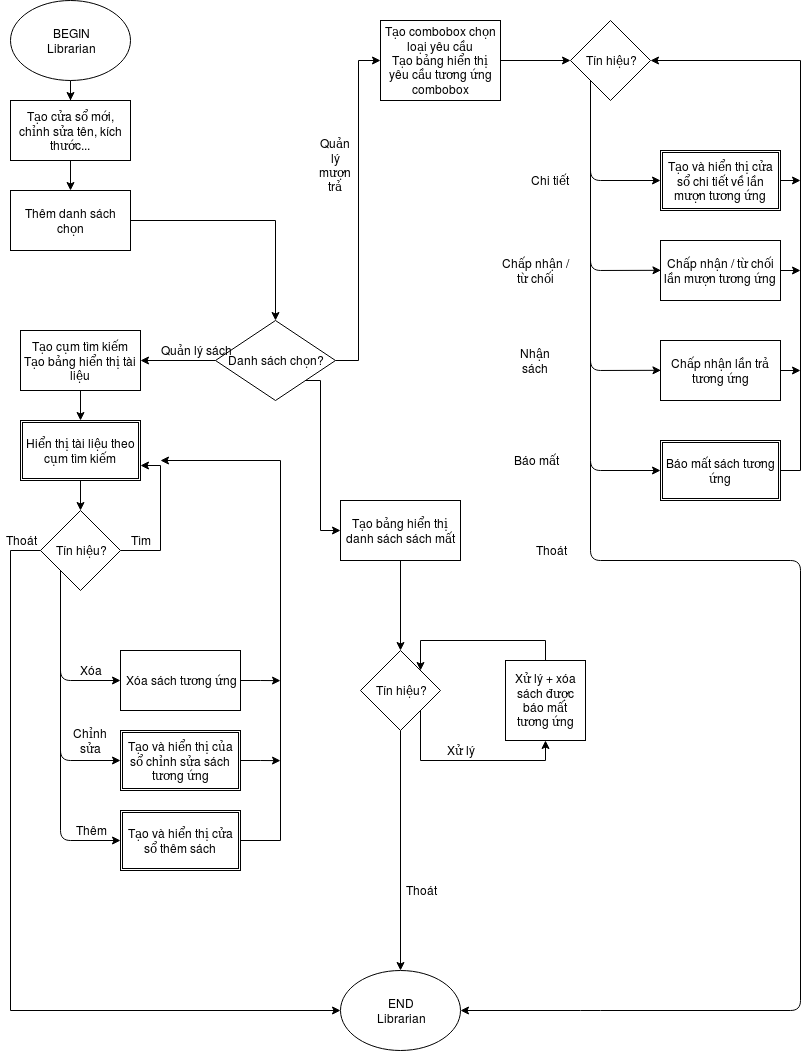 BEGIN
Librarian
Tạo cửa sổ mới,
chỉnh sửa tên, kích
thước...
Thêm danh sách
chọn
Danh sách chọn?
Quản lý sách
Tạo cụm tìm kiếm
Tạo bảng hiển thị tài
liệu
Hiển thị tài liệu theo
cụm tìm kiếm
Tín hiệu?
Thoát
Tìm
Xóa
Xóa sách tương ứng
Chỉnh
sửa
Tạo và hiển thị của
sổ chỉnh sửa sách
tương ứng
Thêm
Tạo và hiển thị cửa
sổ thêm sách
Quản
lý
mượn
trả
Tạo combobox chọn
loại yêu cầu
Tạo bảng hiển thị
yêu cầu tương ứng
combobox
Tín hiệu?
Chi tiết
Tạo và hiển thị cửa
sổ chi tiết về lần
mượn tương ứng
Chấp nhận /
từ chối
Chấp nhận / từ chối
lần mượn tương ứng
Nhận
sách
Chấp nhận lần trả
tương ứng
Báo mất
Báo mất sách tương
ứng
Thoát
Tạo bảng hiển thị
danh sách sách mất
Tín hiệu?
Xử lý + xóa
sách được
báo mất
tương ứng
Xử lý
Thoát
END
Librarian